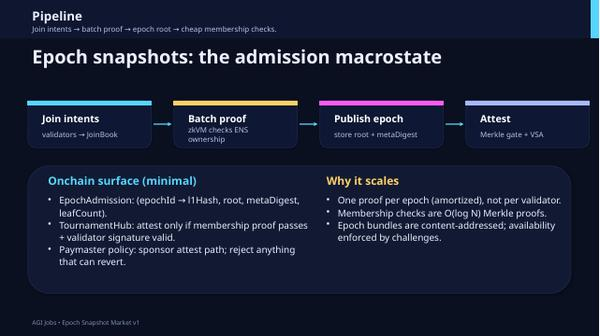 Pipeline
Join intents → batch proof → epoch root → cheap membership checks.
Epoch snapshots: the admission macrostate
Join intents
validators → JoinBook
Batch proof
zkVM checks ENS
ownership
Publish epoch
store root + metaDigest
Attest
Merkle gate + VSA
Onchain surface (minimal)
• EpochAdmission: (epochId → l1Hash, root, metaDigest,
leafCount).
• TournamentHub: attest only if membership proof passes
+ validator signature valid.
• Paymaster policy: sponsor attest path; reject anything
that can revert.
Why it scales
• One proof per epoch (amortized), not per validator.
• Membership checks are O(log N) Merkle proofs.
• Epoch bundles are content-addressed; availability
enforced by challenges.
AGI Jobs • Epoch Snapshot Market v1